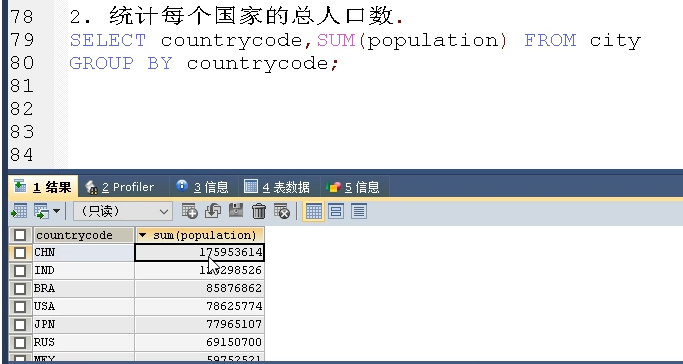 78 2. 统计每个国家的总人口数.
79 SELECT countrycode,SUM(population) FROM city
80 GROUP BY countrycode;
81
82
83
84
1 结果 2 Profiler 3 信息 4 表数据 5 信息
（只读）
countrycode sum(population)
CHN 175953614
IND 298526
BRA 85876862
USA 78625774
JPN 77965107
RUS 69150700
MEX 59752521